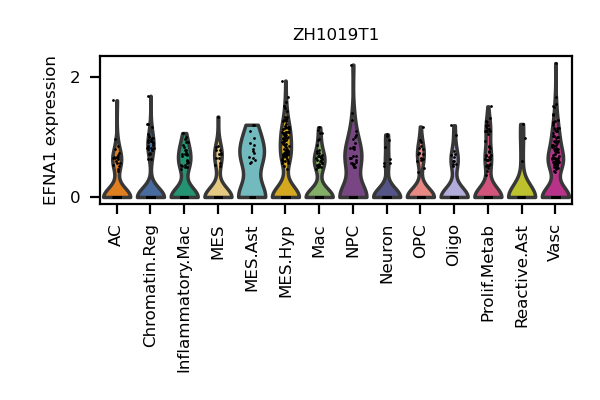 ZH1019T1
EFNA1 expression
2
0
AC
Chromatin.Reg
Inflammatory.Mac
MES
MES.Ast
MES.Hyp
Mac
NPC
Neuron
OPC
Oligo
Prolif.Metab
Reactive.Ast
Vasc